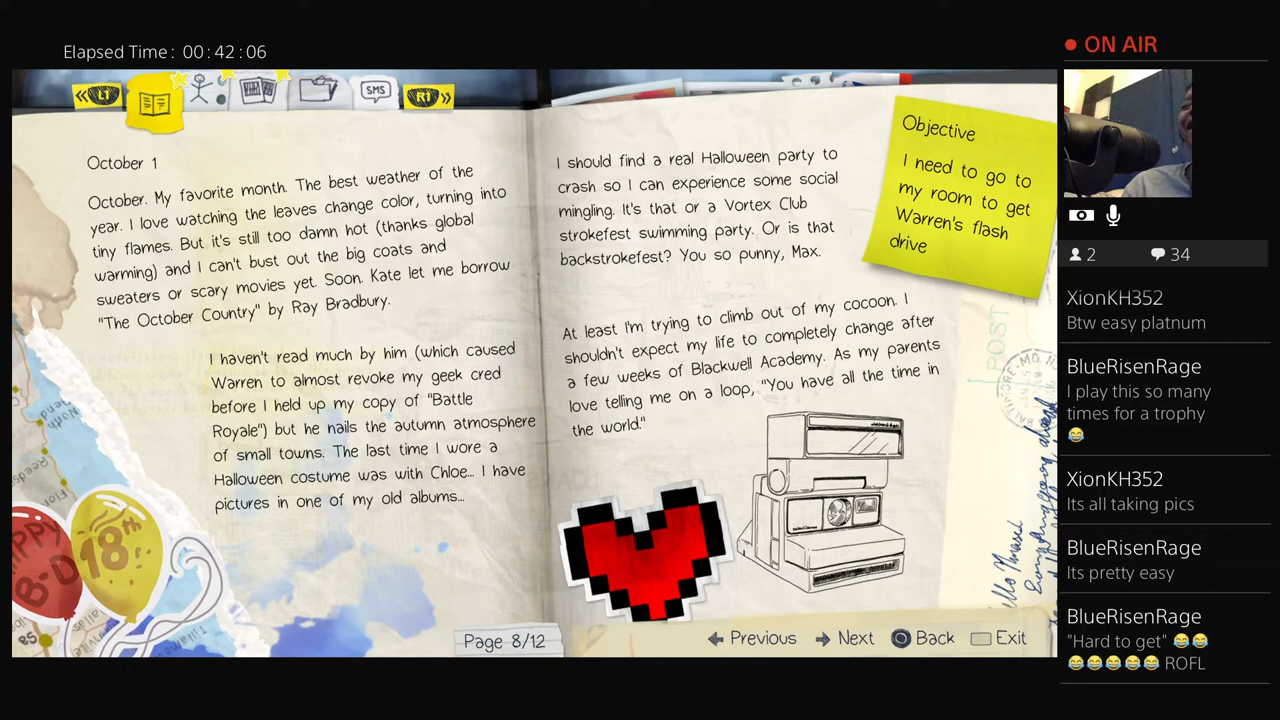 Elapsed Time: 00:42:06
ON AIR
L1
SMS
R1
October 1
October. My favorite month. The best weather of the
year. I love watching the leaves change color, turning into
tiny flames. But it's still too damn hot (thanks global
warming) and I can't bust out the big coats and
sweaters or scary movies yet. Soon. Kate let me borrow
"The October Country" by Ray Bradbury.
I haven't read much by him (which caused
Warren to almost revoke my geek cred
before I held up my copy of "Battle
Royale") but he nails the autumn atmosphere
of small towns. The last time I wore a
Halloween costume was with Chloe... I have
pictures in one of my old albums...
HAPPY
B-D
18th
I should find a real Halloween party to
crash so I can experience some social
mingling. It's that or a Vortex Club
strokefest swimming party. Or is that
backstrokefest? You so punny, Max.
At least I'm trying to climb out of my cocoon. I
shouldn't expect my life to completely change after
a few weeks of Blackwell Academy. As my parents
love telling me on a loop, "You have all the time in
the world."
Objective
I need to go to
my room to get
Warren's flash
drive
POST
Page 8/12
Previous
Next
Back
Exit
2
34
XionKH352
Btw easy platnum
BlueRisenRage
I play this so many
times for a trophy
😂
XionKH352
Its all taking pics
BlueRisenRage
Its pretty easy
BlueRisenRage
"Hard to get" 😂😂
😂😂😂😂😂 ROFL